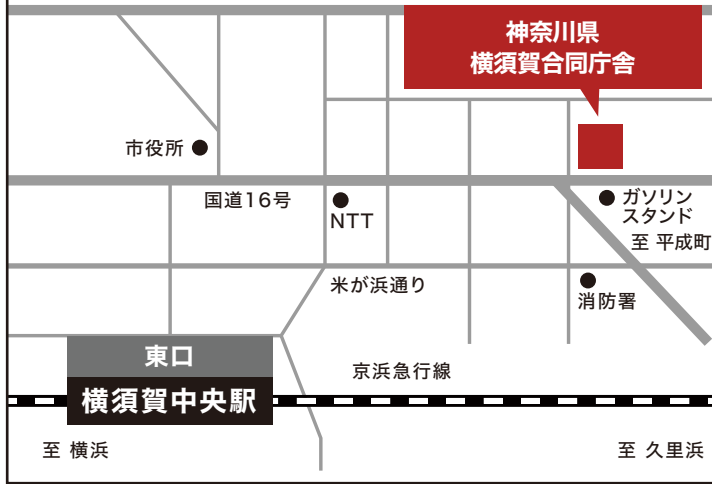 神奈川県
横須賀合同庁舎
市役所
国道16号
NTT
ガソリン
スタンド
至 平成町
米が浜通り
消防署
東口
京浜急行線
横須賀中央駅
至 横浜
至 久里浜